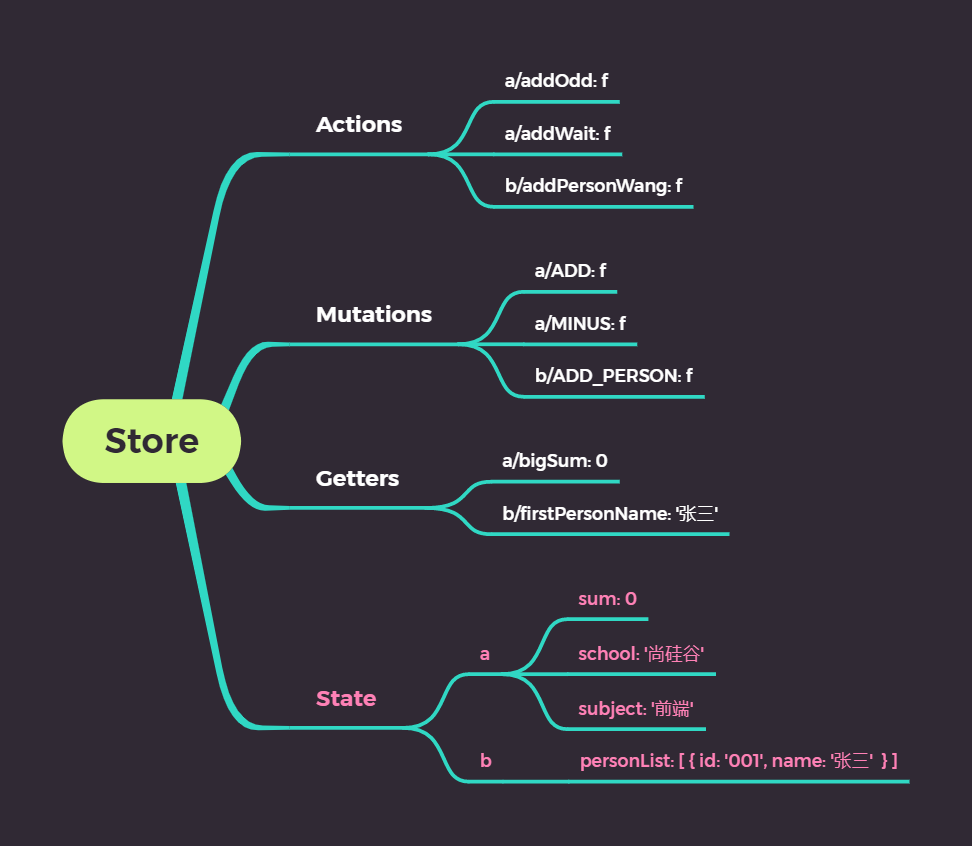 a/addOdd: f
Actions
a/addWait: f
b/addPersonWang: f
a/ADD: f
Mutations
a/MINUS: f
b/ADD_PERSON: f
Store
a/bigSum: 0
Getters
b/firstPersonName: '张三'
sum: 0
a
school: '尚硅谷'
State
subject: '前端'
b
personList: [ { id: '001', name: '张三' } ]